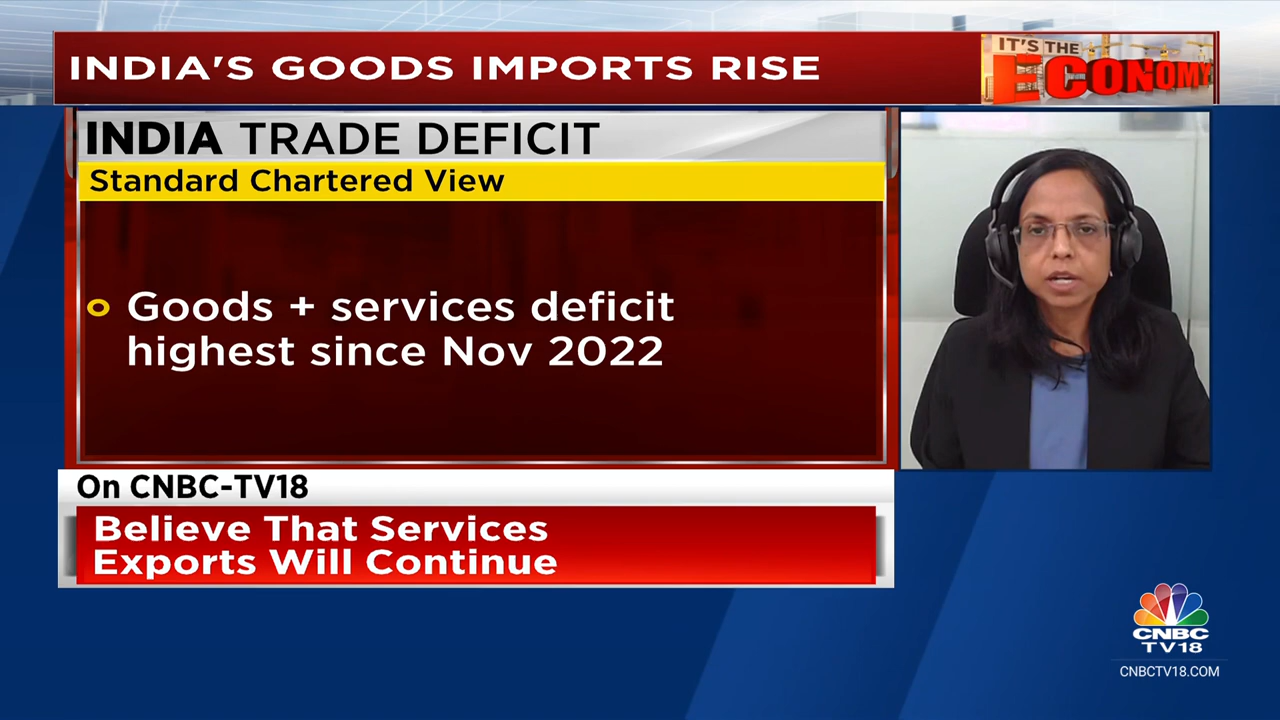 INDIA'S GOODS IMPORTS RISE
IT'S THE
ECONOMY
INDIA TRADE DEFICIT
Standard Chartered View
Goods + services deficit
highest since Nov 2022
On CNBC-TV18
Believe That Services
Exports Will Continue
CNBC
TV18
CNBCTV18.COM